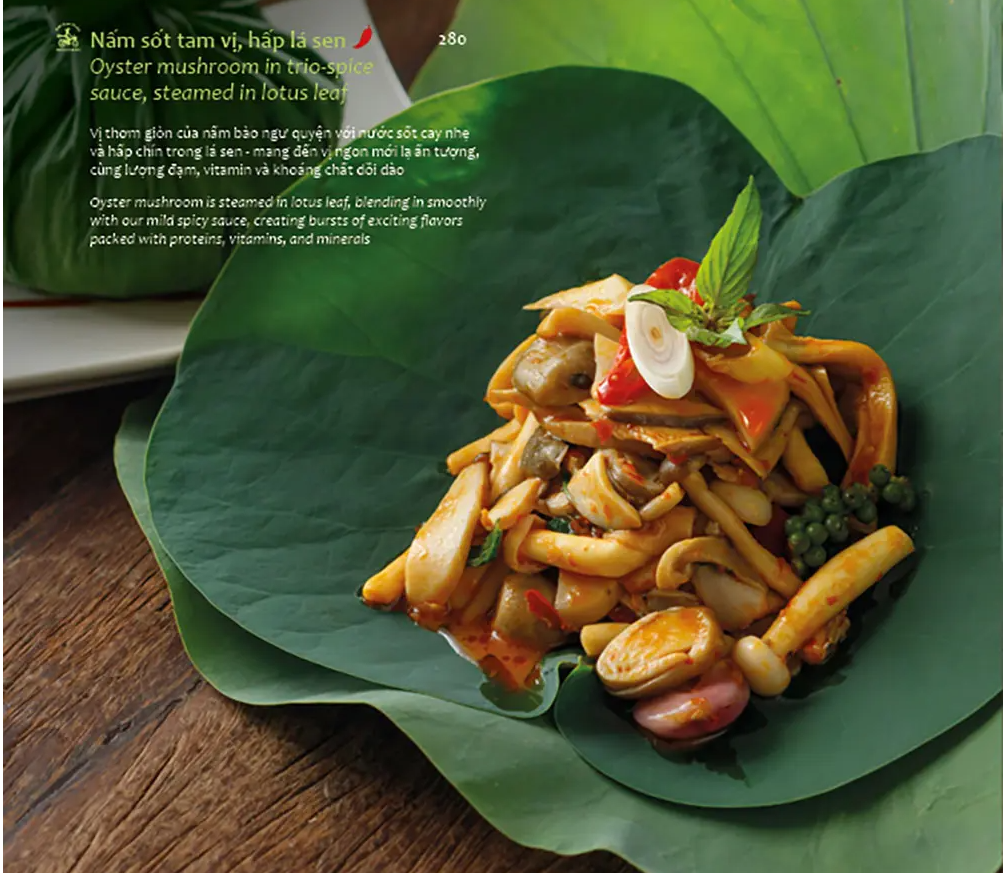 Nấm sốt tam vị, hấp lá sen
280
Oyster mushroom in trio-spice
sauce, steamed in lotus leaf
Vị thơm giòn của nấm bào ngư quyện với nước sốt cay nhẹ
và hấp chín trong lá sen - mang đến vị ngon mới lạ ấn tượng,
cùng lượng đạm, vitamin và khoáng chất dồi dào
Oyster mushroom is steamed in lotus leaf, blending in smoothly
with our mild spicy sauce, creating bursts of exciting flavors
packed with proteins, vitamins, and minerals